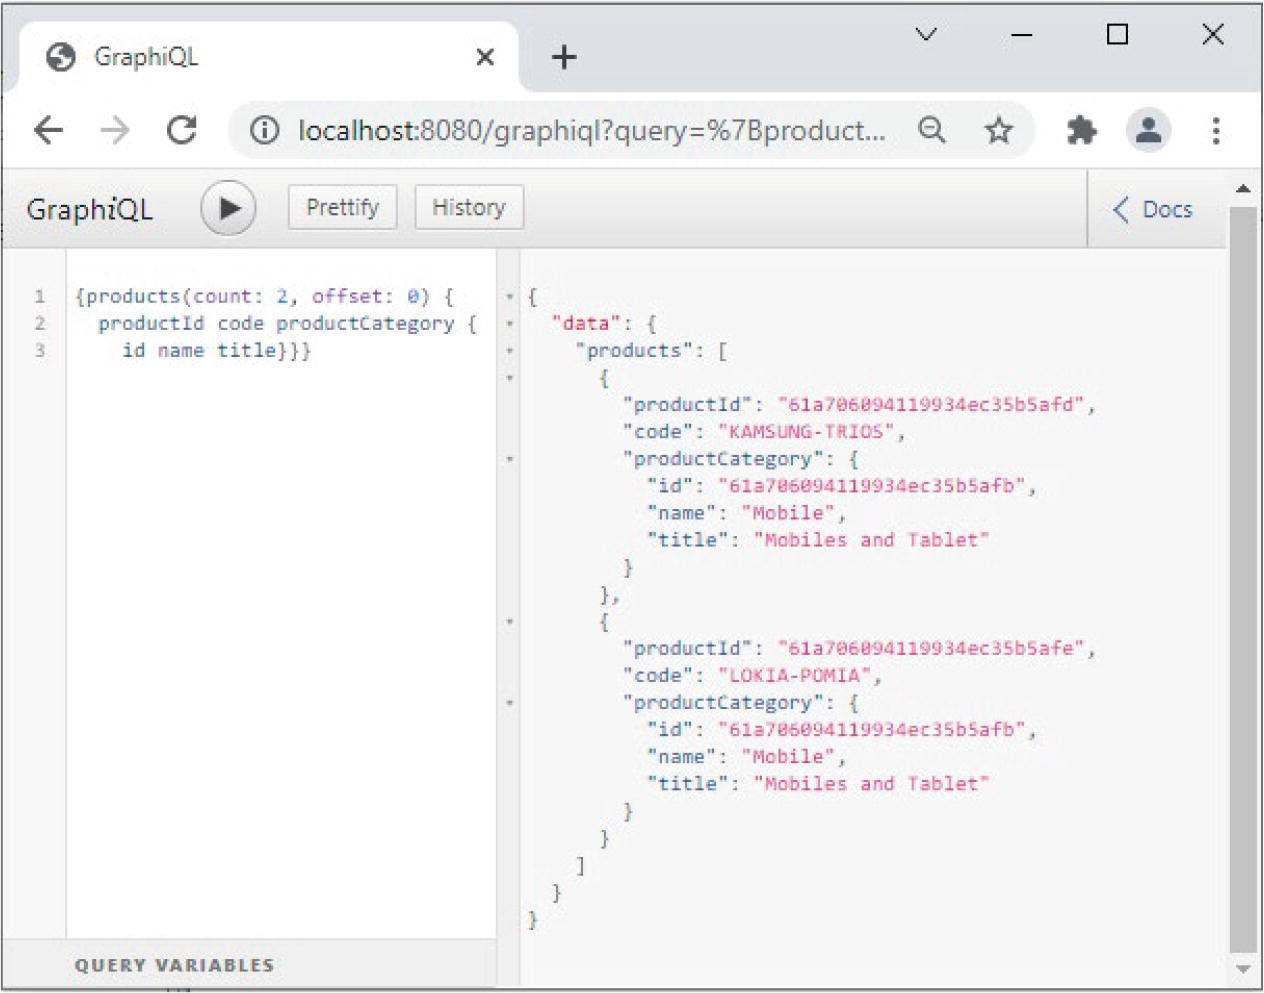 GraphiQL
localhost:8080/graphiql?query=%7Bproduct...
GraphiQL Prettify History Docs
1 {products(count: 2, offset: 0) {
2 productId code productCategory {
3 id name title}}}
{
"data": {
"products": [
{
"productId": "61a706094119934ec35b5afd",
"code": "KAMSUNG-TRIOS",
"productCategory": {
"id": "61a706094119934ec35b5afb",
"name": "Mobile",
"title": "Mobiles and Tablet"
}
},
{
"productId": "61a706094119934ec35b5afe",
"code": "LOKIA-POMIA",
"productCategory": {
"id": "61a706094119934ec35b5afb",
"name": "Mobile",
"title": "Mobiles and Tablet"
}
}
]
}
}
QUERY VARIABLES